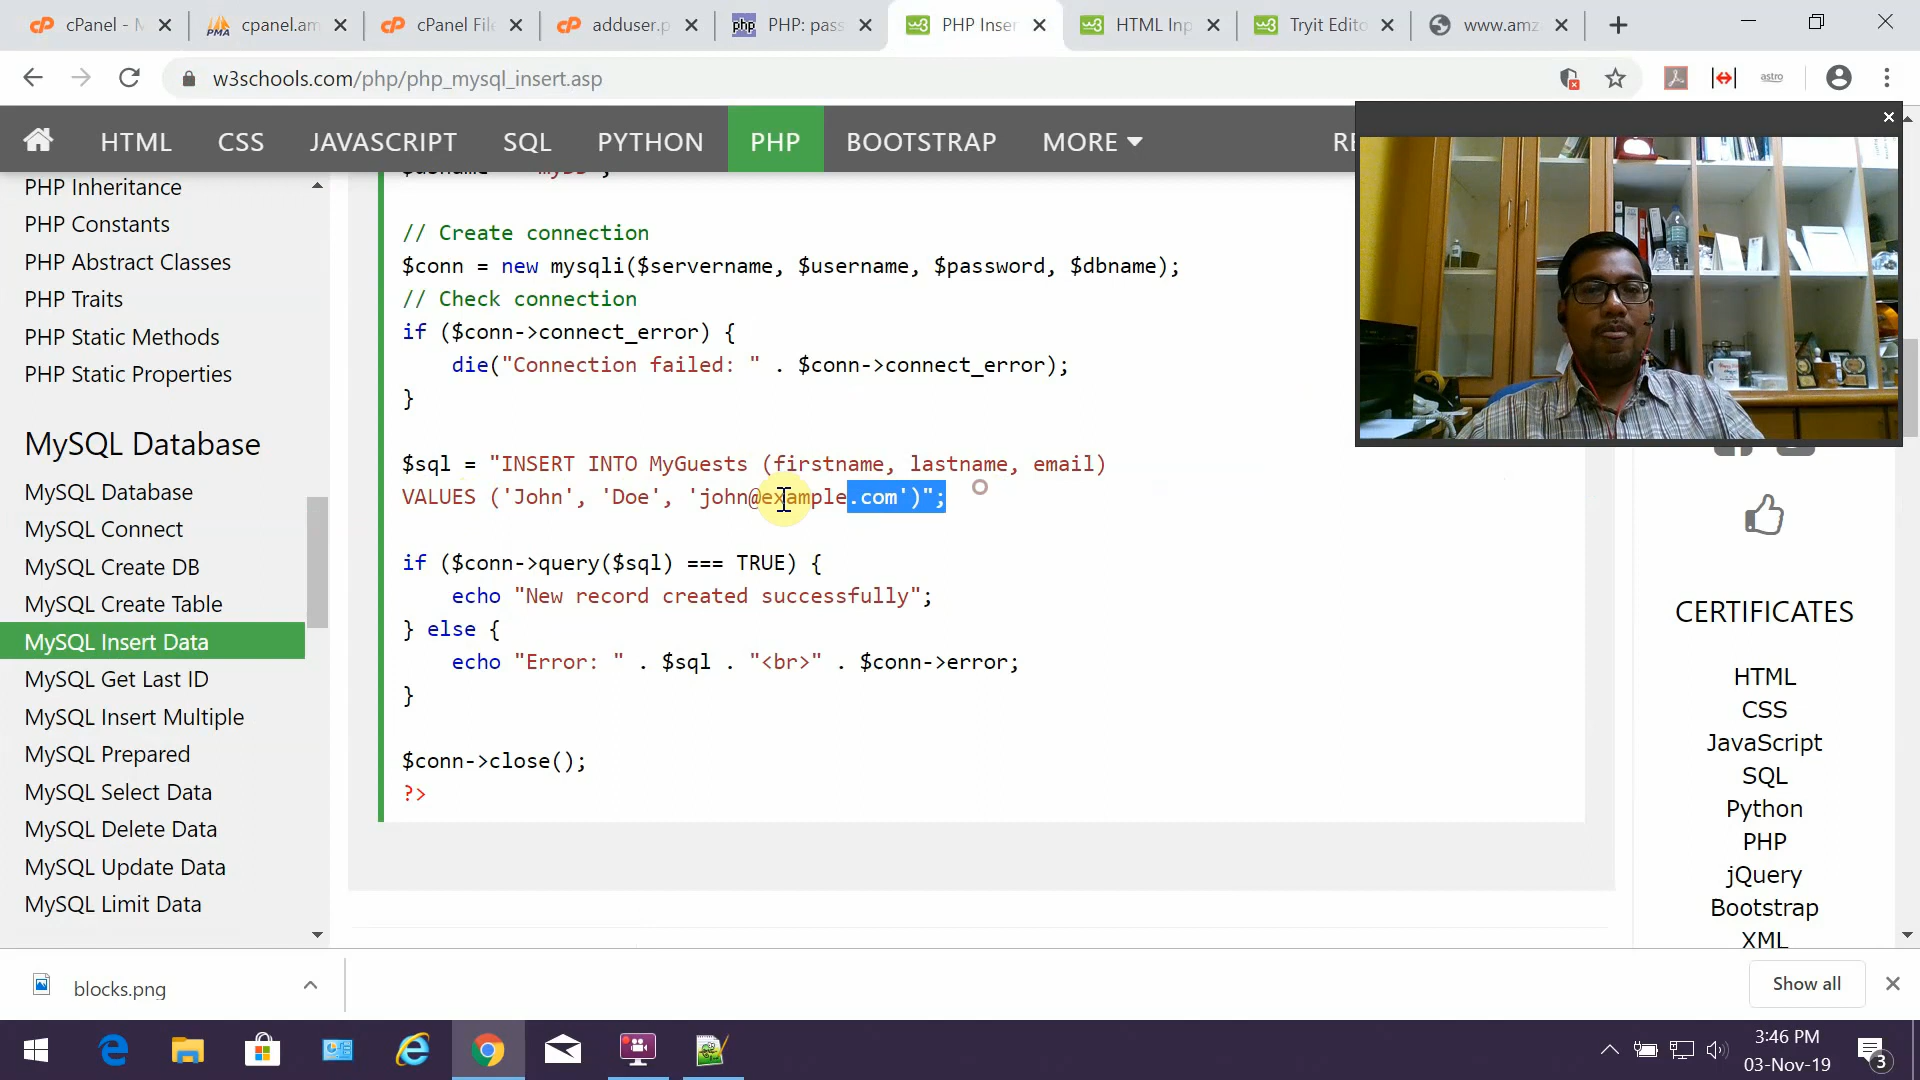 cPanel - M
cpanel.am
cPanel File
adduser.p
PHP: pass
PHP Inser
HTML Inp
Tryit Edito
www.amz
w3schools.com/php/php_mysql_insert.asp
astro
HTML
CSS
JAVASCRIPT
SQL
PYTHON
PHP
BOOTSTRAP
MORE
RE
PHP Inheritance
PHP Constants
PHP Abstract Classes
PHP Traits
PHP Static Methods
PHP Static Properties
MySQL Database
MySQL Database
MySQL Connect
MySQL Create DB
MySQL Create Table
MySQL Insert Data
MySQL Get Last ID
MySQL Insert Multiple
MySQL Prepared
MySQL Select Data
MySQL Delete Data
MySQL Update Data
MySQL Limit Data
// Create connection
$conn = new mysqli($servername, $username, $password, $dbname);
// Check connection
if ($conn->connect_error) {
die("Connection failed: " . $conn->connect_error);
}
$sql = "INSERT INTO MyGuests (firstname, lastname, email)
VALUES ('John', 'Doe', 'john@example.com')";
if ($conn->query($sql) === TRUE) {
echo "New record created successfully";
} else {
echo "Error: " . $sql . "<br>" . $conn->error;
}
$conn->close();
?>
CERTIFICATES
HTML
CSS
JavaScript
SQL
Python
PHP
jQuery
Bootstrap
XML
blocks.png
Show all
3:46 PM
03-Nov-19
3